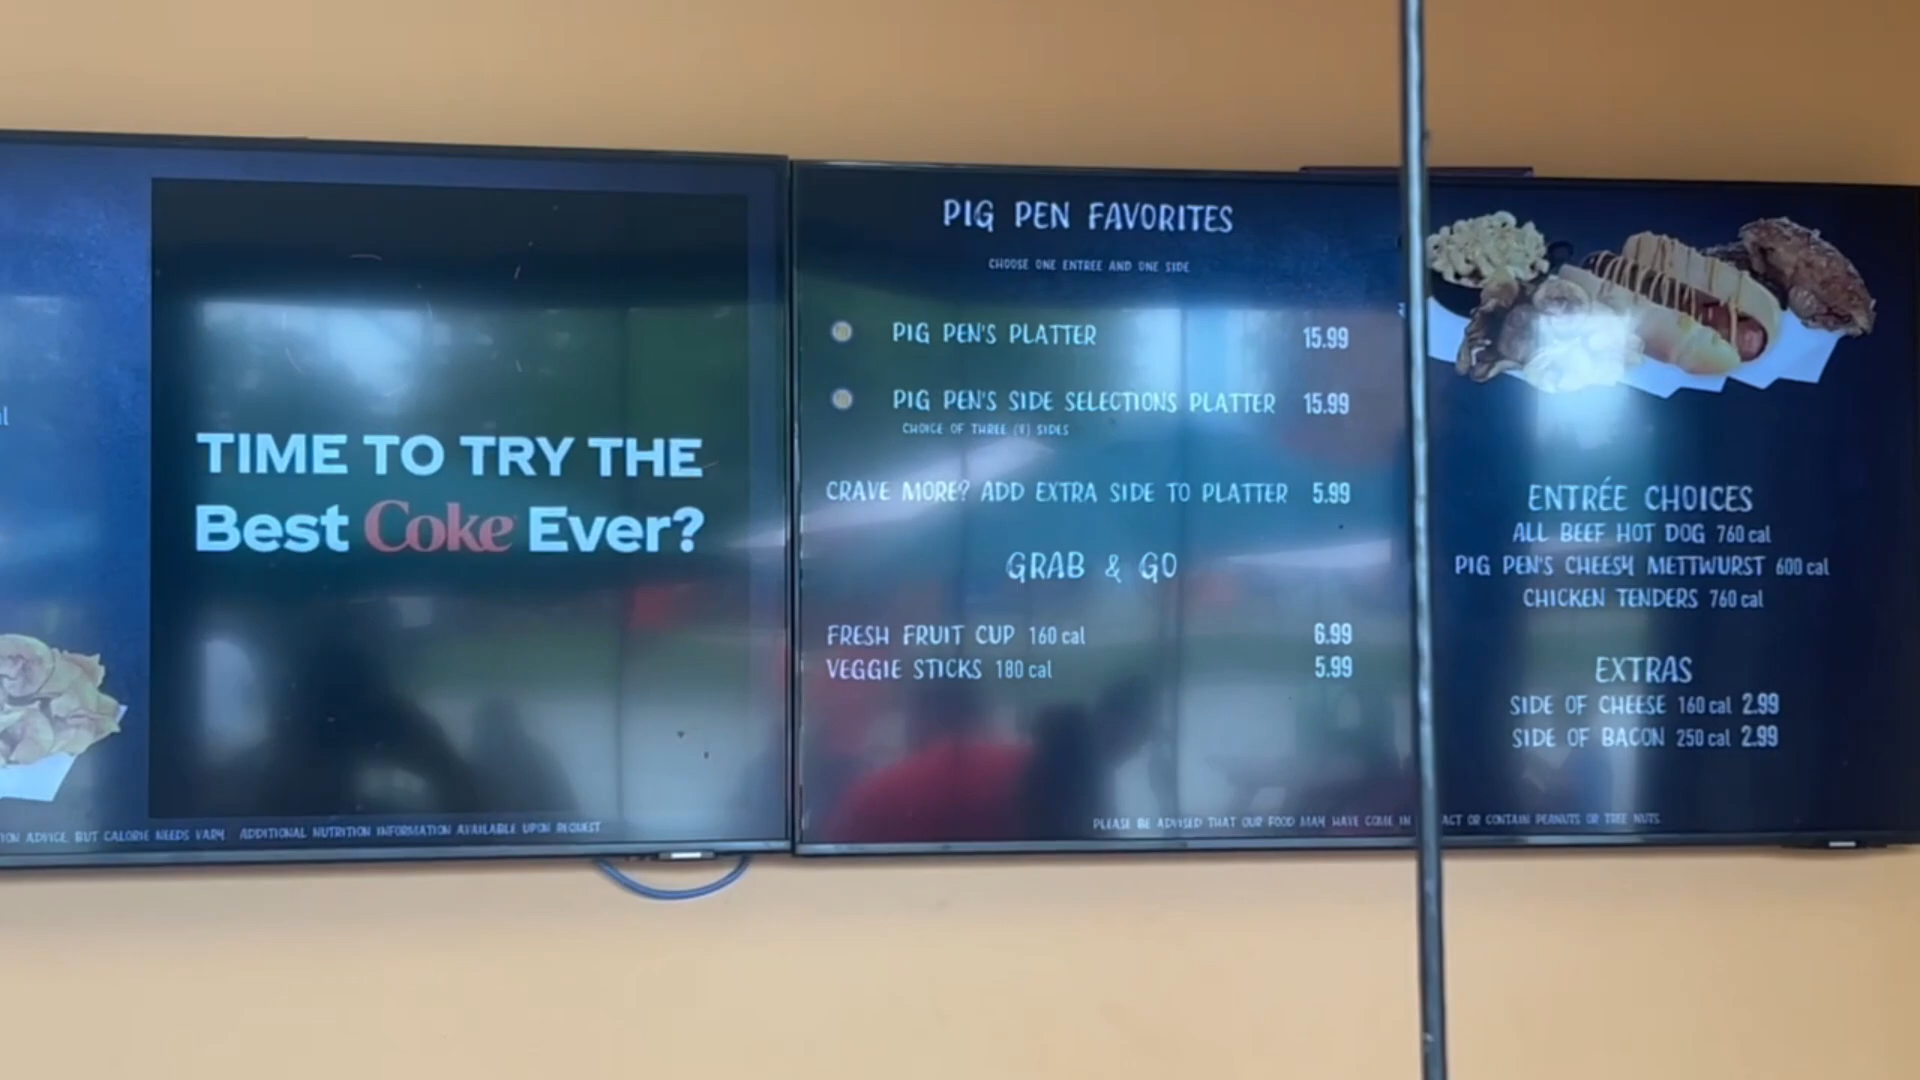 TIME TO TRY THE
Best Coke Ever?
ADVICE, BUT CALORIE NEEDS VARY ADDITIONAL NUTRITION INFORMATION AVAILABLE UPON REQUEST
PIG PEN FAVORITES
CHOOSE ONE ENTREE AND ONE SIDE
PIG PEN'S PLATTER 15.99
PIG PEN'S SIDE SELECTIONS PLATTER 15.99
CHOICE OF THREE SIDES
CRAVE MORE? ADD EXTRA SIDE TO PLATTER 5.99
GRAB & GO
FRESH FRUIT CUP 160 cal 6.99
VEGGIE STICKS 180 cal 5.99
ENTRÉE CHOICES
ALL BEEF HOT DOG 760 cal
PIG PEN'S CHEESY METTWURST 600 cal
CHICKEN TENDERS 760 cal
EXTRAS
SIDE OF CHEESE 160 cal 2.99
SIDE OF BACON 250 cal 2.99
PLEASE BE ADVISED THAT OUR FOOD MAY HAVE COME IN OR CONTAIN PEANUTS OR TREE NUTS